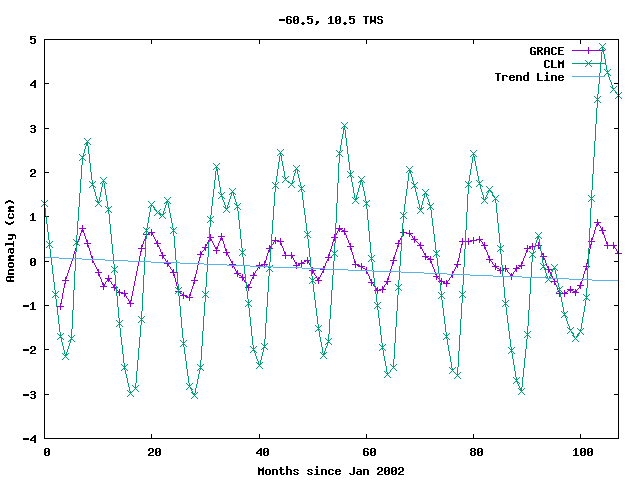 -60.5, 10.5 TWS
GRACE
CLM
Trend Line
5
4
3
2
1
0
-1
-2
-3
-4
Anomaly (cm)
0 20 40 60 80 100
Months since Jan 2002